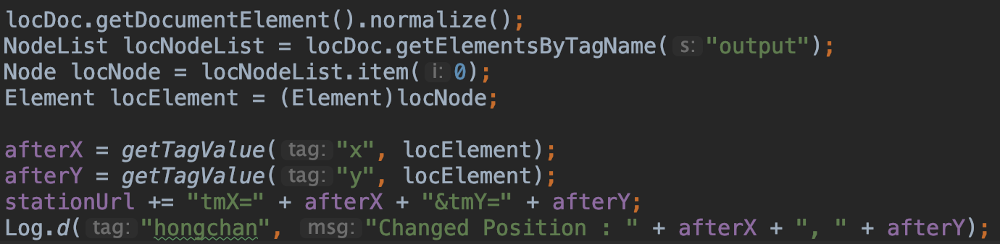 locDoc.getDocumentElement().normalize();
NodeList locNodeList = locDoc.getElementsByTagName( s: "output");
Node locNode = locNodeList.item( i: 0);
Element locElement = (Element)locNode;

afterX = getTagValue( tag: "x", locElement);
afterY = getTagValue( tag: "y", locElement);
stationUrl += "tmX=" + afterX + "&tmY=" + afterY;
Log.d( tag: "hongchan", msg: "Changed Position : " + afterX + ", " + afterY);